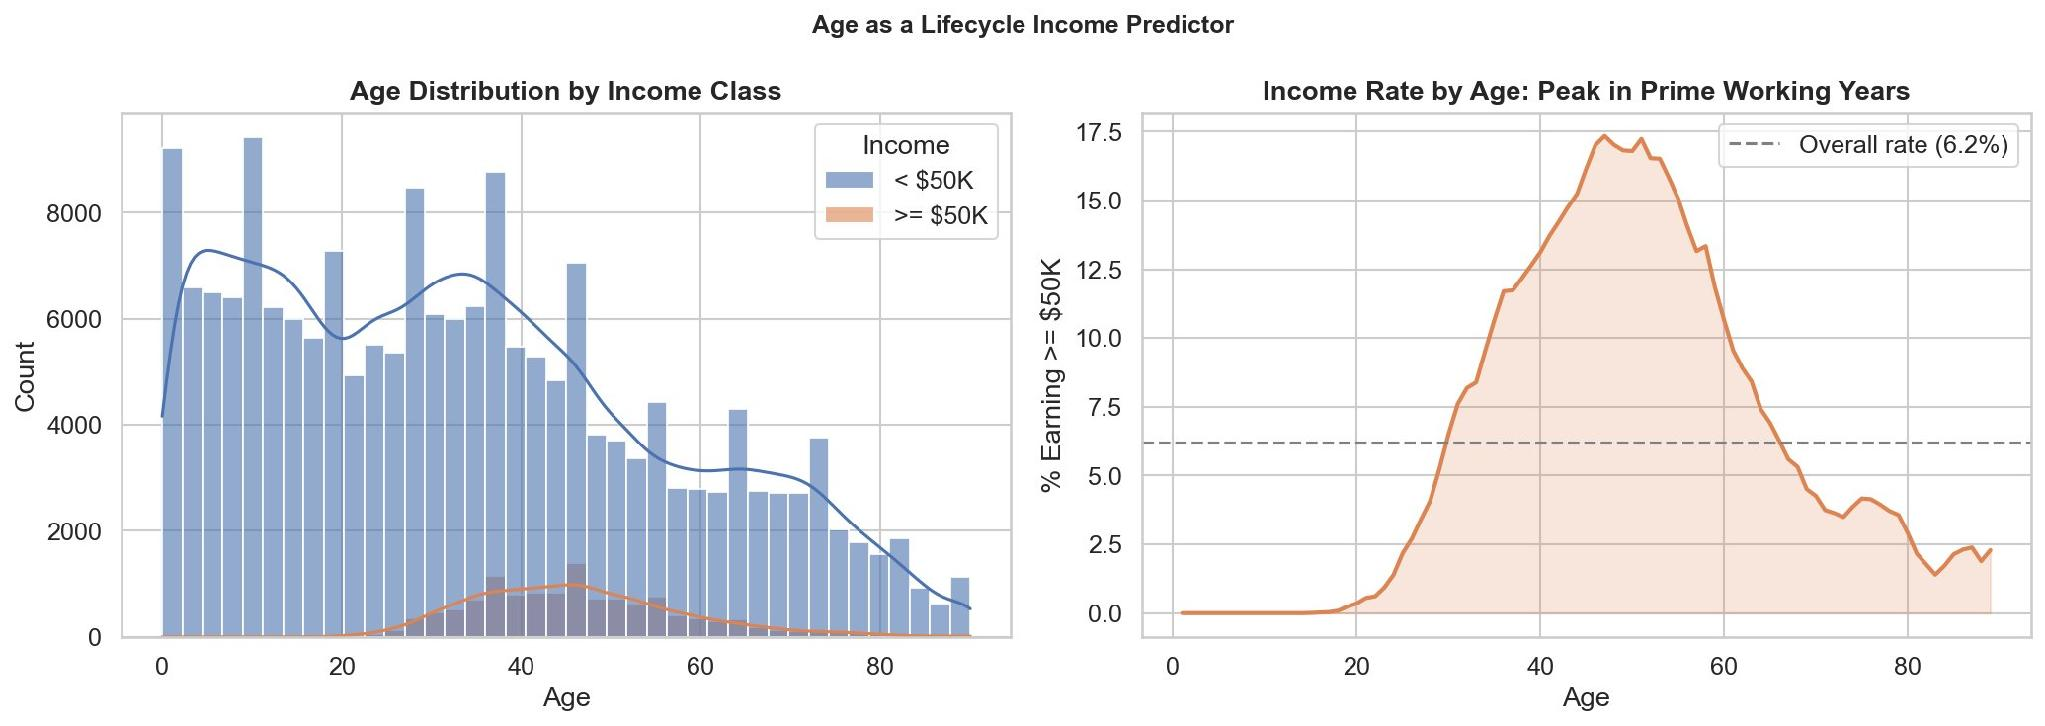 Age as a Lifecycle Income Predictor
Age Distribution by Income Class
Income
< $50K
>= $50K
8000
6000
4000
2000
0
Count
0 20 40 60 80
Age
Income Rate by Age: Peak in Prime Working Years
Overall rate (6.2%)
17.5
15.0
12.5
10.0
7.5
5.0
2.5
0.0
% Earning >= $50K
0 20 40 60 80
Age